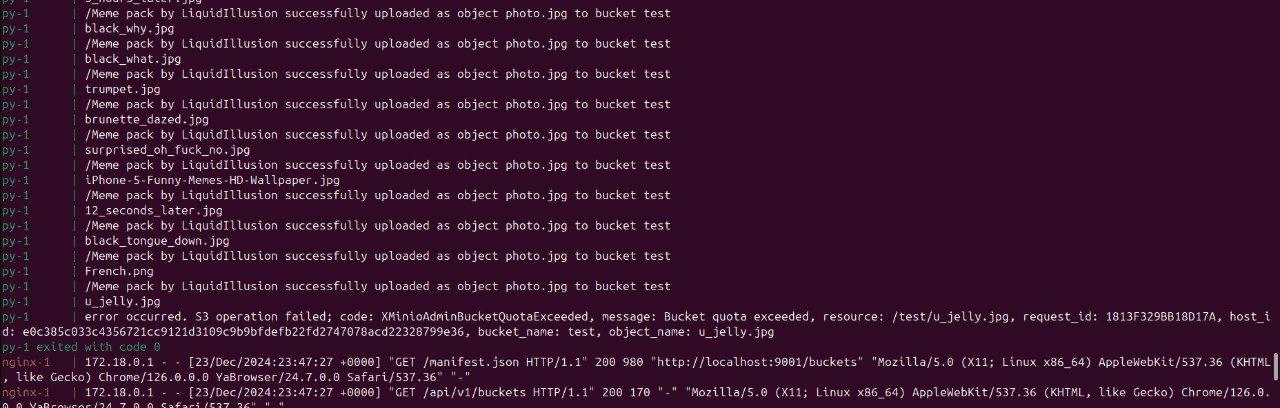 py-1 | 5_hours_later.jpg
py-1 | /Meme pack by LiquidIllusion successfully uploaded as object photo.jpg to bucket test
py-1 | black_why.jpg
py-1 | /Meme pack by LiquidIllusion successfully uploaded as object photo.jpg to bucket test
py-1 | black_what.jpg
py-1 | /Meme pack by LiquidIllusion successfully uploaded as object photo.jpg to bucket test
py-1 | trumpet.jpg
py-1 | /Meme pack by LiquidIllusion successfully uploaded as object photo.jpg to bucket test
py-1 | brunette_dazed.jpg
py-1 | /Meme pack by LiquidIllusion successfully uploaded as object photo.jpg to bucket test
py-1 | surprised_oh_fuck_no.jpg
py-1 | /Meme pack by LiquidIllusion successfully uploaded as object photo.jpg to bucket test
py-1 | iPhone-5-Funny-Memes-HD-Wallpaper.jpg
py-1 | /Meme pack by LiquidIllusion successfully uploaded as object photo.jpg to bucket test
py-1 | 12_seconds_later.jpg
py-1 | /Meme pack by LiquidIllusion successfully uploaded as object photo.jpg to bucket test
py-1 | black_tongue_down.jpg
py-1 | /Meme pack by LiquidIllusion successfully uploaded as object photo.jpg to bucket test
py-1 | French.png
py-1 | /Meme pack by LiquidIllusion successfully uploaded as object photo.jpg to bucket test
py-1 | u_jelly.jpg
py-1 | error occurred. S3 operation failed; code: XMinioAdminBucketQuotaExceeded, message: Bucket quota exceeded, resource: /test/u_jelly.jpg, request_id: 1813F329BB18D17A, host_i
d: e0c385c033c4356721cc9121d3109c9b9bfdefb22fd2747078acd22328799e36, bucket_name: test, object_name: u_jelly.jpg
py-1 exited with code 0
nginx-1 | 172.18.0.1 - - [23/Dec/2024:23:47:27 +0000] "GET /manifest.json HTTP/1.1" 200 980 "http://localhost:9001/buckets" "Mozilla/5.0 (X11; Linux x86_64) AppleWebKit/537.36 (KHTML
, like Gecko) Chrome/126.0.0.0 YaBrowser/24.7.0.0 Safari/537.36" "-"
nginx-1 | 172.18.0.1 - - [23/Dec/2024:23:47:27 +0000] "GET /api/v1/buckets HTTP/1.1" 200 170 "-" "Mozilla/5.0 (X11; Linux x86_64) AppleWebKit/537.36 (KHTML, like Gecko) Chrome/126.0.
0.0 YaBrowser/24.7.0.0 Safari/537.36" "-"